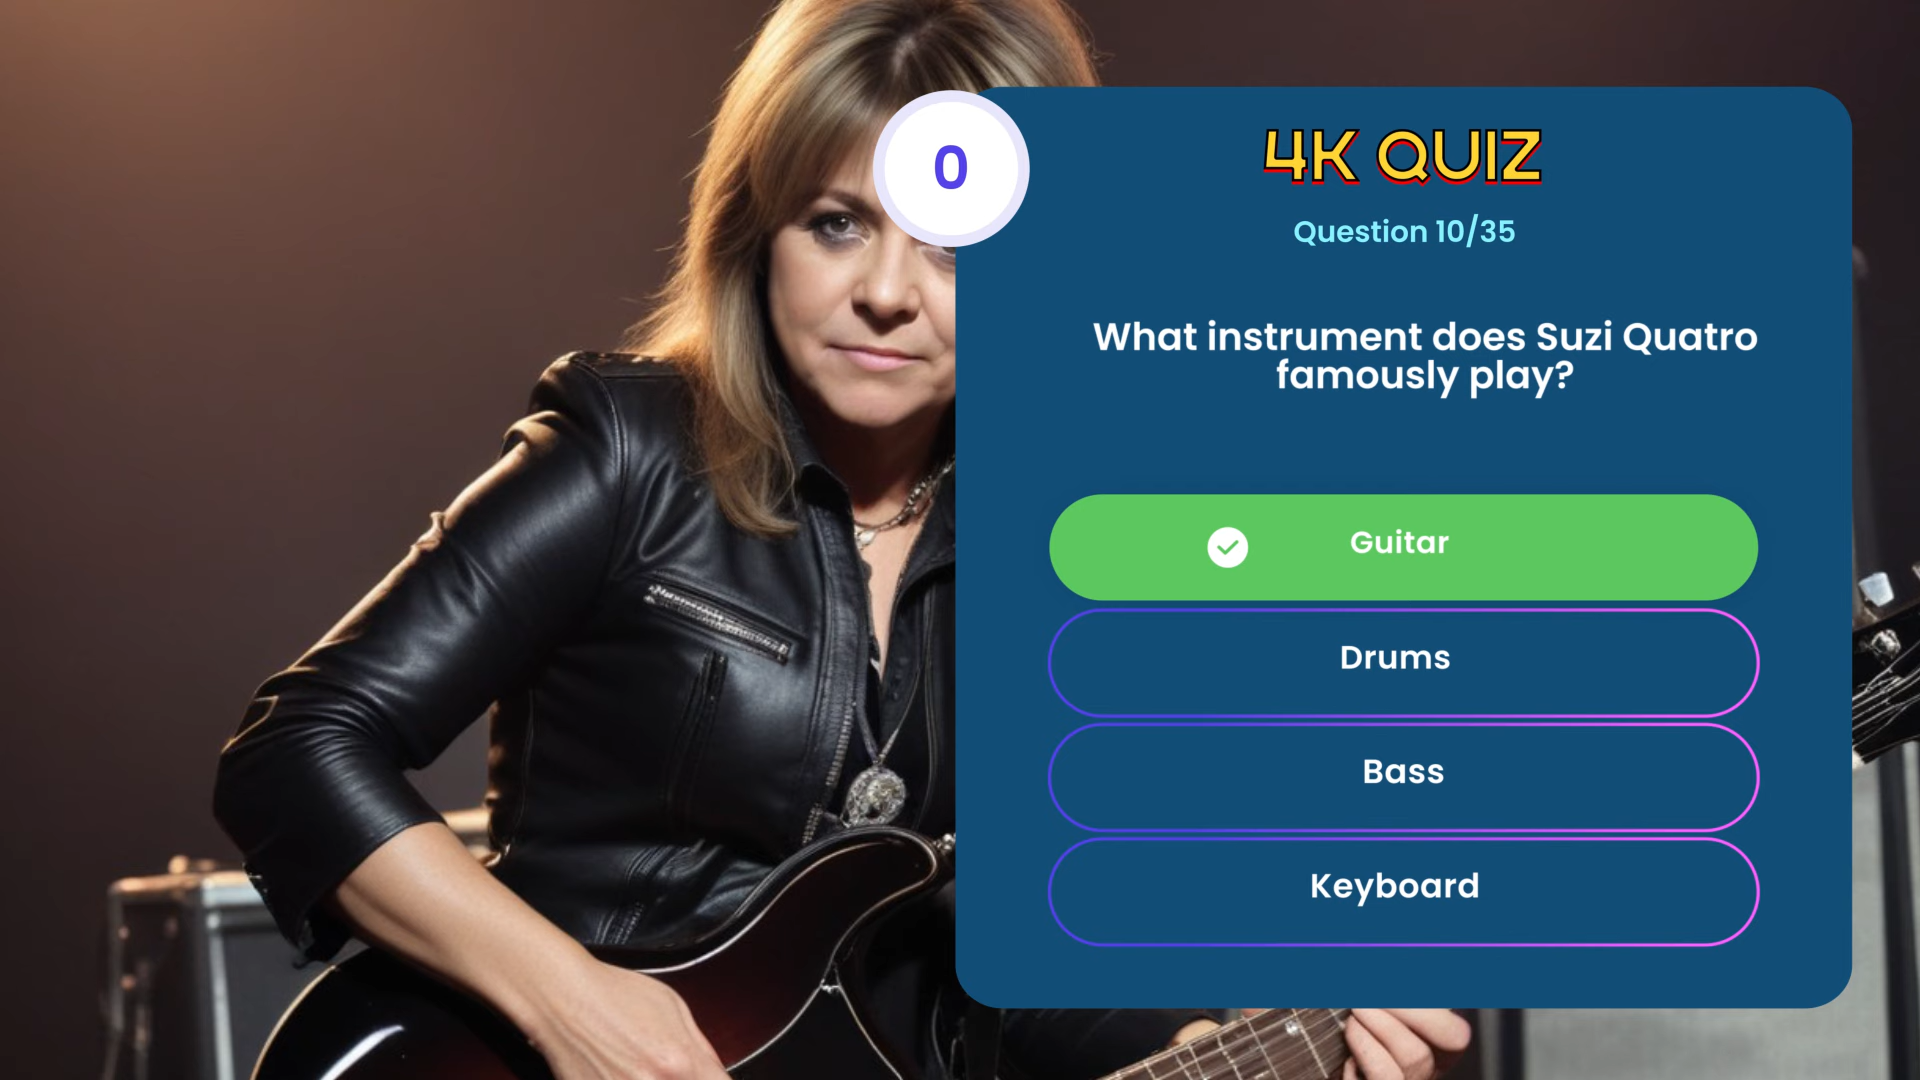 0
4K QUIZ
Question 10/35
What instrument does Suzi Quatro
famously play?
Guitar
Drums
Bass
Keyboard